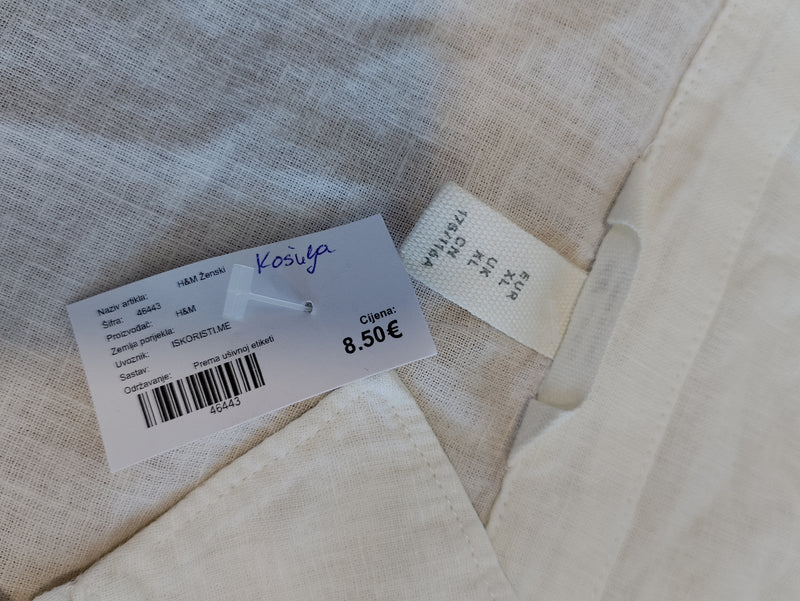 Košulja
Naziv artikla: H&M Ženski
Šifra: 46443
Proizvođač: H&M
Zemlja porijekla:
Uvoznik: ISKORISTI.ME
Sastav:
Održavanje: Prema ušivnoj etiketi
46443
Cijena:
8.50€
EUR XL
UK XL
CN
175/116A